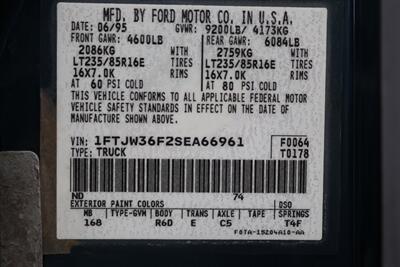 MFD. BY FORD MOTOR CO. IN U.S.A.
DATE: 06/95 GVWR: 9200LB/ 4173KG
FRONT GAWR: 4600LB REAR GAWR: 6084LB
2086KG WITH 2759KG WITH
LT235/85R16E TIRES LT235/85R16E TIRES
16X7.0K RIMS 16X7.0K RIMS
AT 60 PSI COLD AT 80 PSI COLD
THIS VEHICLE CONFORMS TO ALL APPLICABLE FEDERAL MOTOR
VEHICLE SAFETY STANDARDS IN EFFECT ON THE DATE OF
MANUFACTURE SHOWN ABOVE.
VIN: 1FTJW36F2SEA66961 F0064
TYPE: TRUCK T0178
ND 74
EXTERIOR PAINT COLORS DSO
WB TYPE-GVW BODY TRANS AXLE TAPE SPRINGS
168 R6D E C5 T4F
F0TA-15204A10-AA